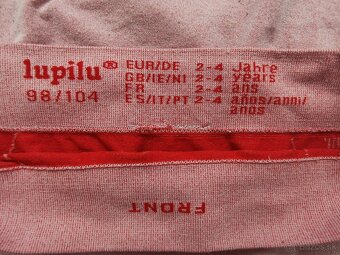 lupilu®
98/104
EUR/DE 2-4 Jahre
GB/IE/NI 2-4 years
FR 2-4 ans
ES/IT/PT 2-4 años/anni/
anos
FRONT